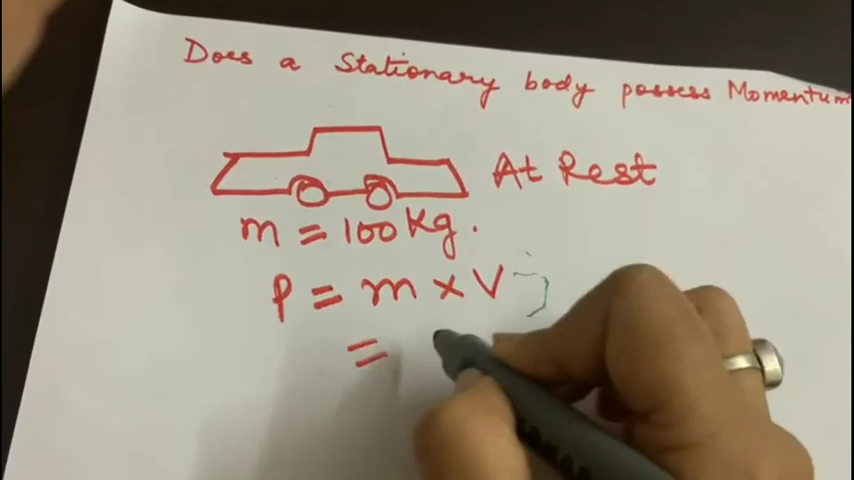 Does a Stationary body possess Momentum
At Rest
m = 100 Kg.
P = m × V
=